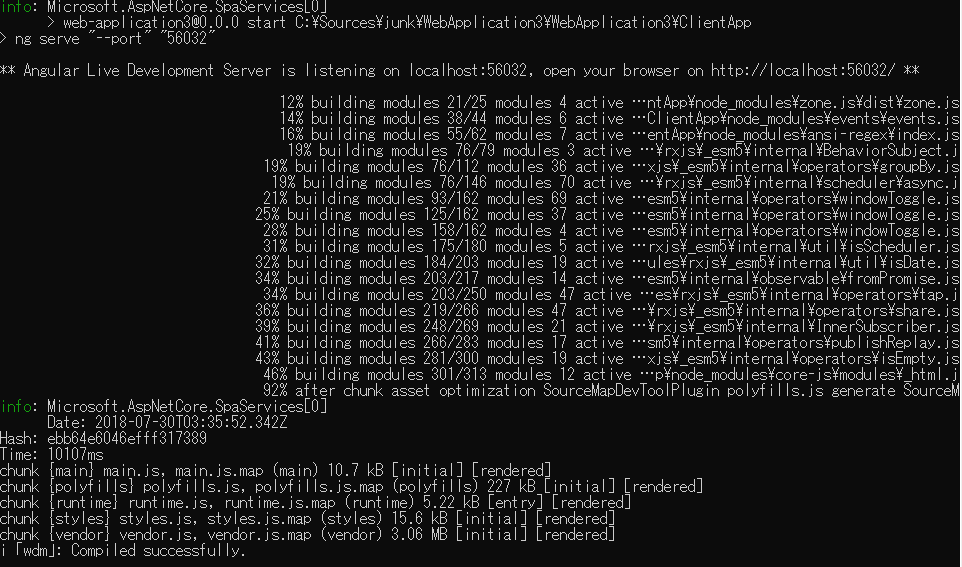 info: Microsoft.AspNetCore.SpaServices[0]
> web-application3@0.0.0 start C:¥Sources¥junk¥WebApplication3¥WebApplication3¥ClientApp
> ng serve "--port" "56032"
** Angular Live Development Server is listening on localhost:56032, open your browser on http://localhost:56032/ **
12% building modules 21/25 modules 4 active …ntApp¥node_modules¥zone.js¥dist¥zone.js
14% building modules 38/44 modules 6 active …ClientApp¥node_modules¥events¥events.js
16% building modules 55/62 modules 7 active …entApp¥node_modules¥ansi-regex¥index.js
19% building modules 76/79 modules 3 active …¥rxjs¥_esm5¥internal¥BehaviorSubject.j
19% building modules 76/112 modules 36 active …xjs¥_esm5¥internal¥operators¥groupBy.js
19% building modules 76/146 modules 70 active …¥rxjs¥_esm5¥internal¥scheduler¥async.j
21% building modules 93/162 modules 69 active …esm5¥internal¥operators¥windowToggle.js
25% building modules 125/162 modules 37 active …esm5¥internal¥operators¥windowToggle.js
28% building modules 158/162 modules 4 active …esm5¥internal¥operators¥windowToggle.js
31% building modules 175/180 modules 5 active …rxjs¥_esm5¥internal¥util¥isScheduler.js
32% building modules 184/203 modules 19 active …ules¥rxjs¥_esm5¥internal¥util¥isDate.js
34% building modules 203/217 modules 14 active …esm5¥internal¥observable¥fromPromise.js
34% building modules 203/250 modules 47 active …es¥rxjs¥_esm5¥internal¥operators¥tap.j
36% building modules 219/266 modules 47 active …¥rxjs¥_esm5¥internal¥operators¥share.js
39% building modules 248/269 modules 21 active …¥rxjs¥_esm5¥internal¥InnerSubscriber.js
41% building modules 266/283 modules 17 active …sm5¥internal¥operators¥publishReplay.js
43% building modules 281/300 modules 19 active …xjs¥_esm5¥internal¥operators¥isEmpty.js
46% building modules 301/313 modules 12 active …p¥node_modules¥core-js¥modules¥_html.j
92% after chunk asset optimization SourceMapDevToolPlugin polyfills.js generate SourceM
info: Microsoft.AspNetCore.SpaServices[0]
Date: 2018-07-30T03:35:52.342Z
Hash: ebb64e6046efff317389
Time: 10107ms
chunk {main} main.js, main.js.map (main) 10.7 kB [initial] [rendered]
chunk {polyfills} polyfills.js, polyfills.js.map (polyfills) 227 kB [initial] [rendered]
chunk {runtime} runtime.js, runtime.js.map (runtime) 5.22 kB [entry] [rendered]
chunk {styles} styles.js, styles.js.map (styles) 15.6 kB [initial] [rendered]
chunk {vendor} vendor.js, vendor.js.map (vendor) 3.06 MB [initial] [rendered]
i ｢wdm｣: Compiled successfully.